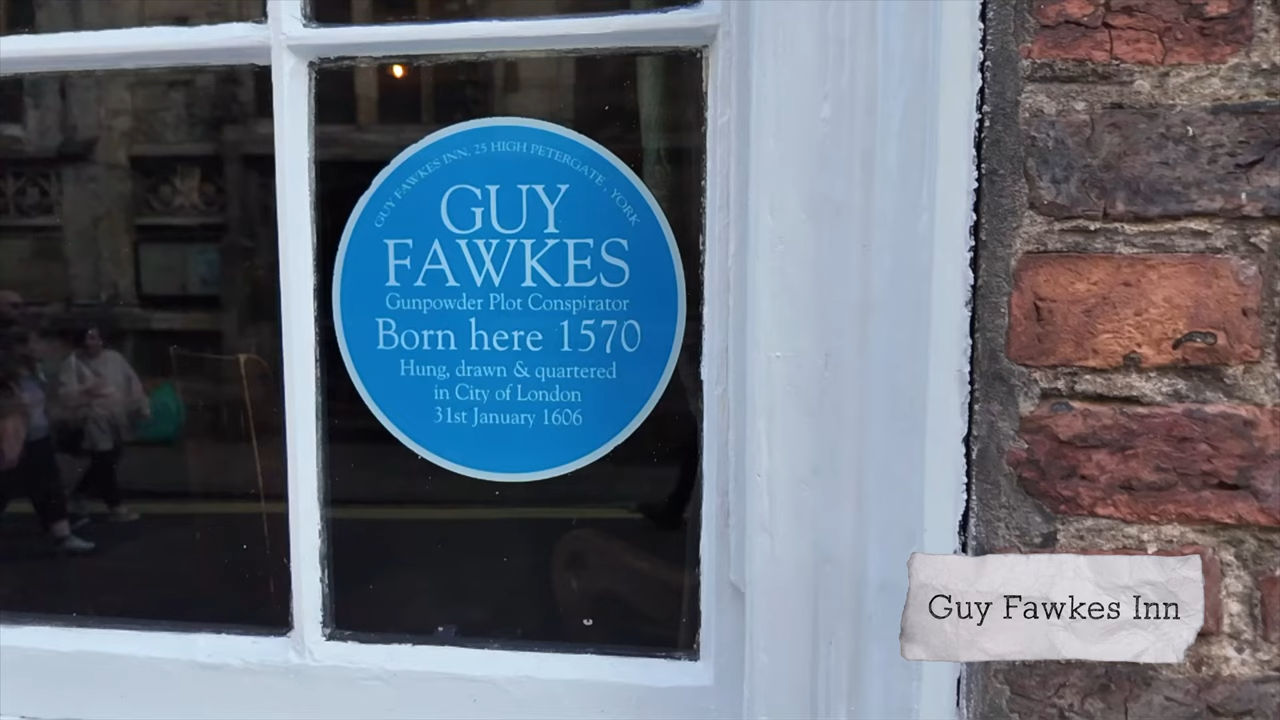 GUY FAWKES INN, 25 HIGH PETERGATE, YORK
GUY
FAWKES
Gunpowder Plot Conspirator
Born here 1570
Hung, drawn & quartered
in City of London
31st January 1606
Guy Fawkes Inn